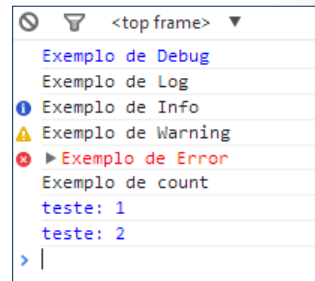 <top frame> ▼
Exemplo de Debug
Exemplo de Log
Exemplo de Info
Exemplo de Warning
▶Exemplo de Error
Exemplo de count
teste: 1
teste: 2
>